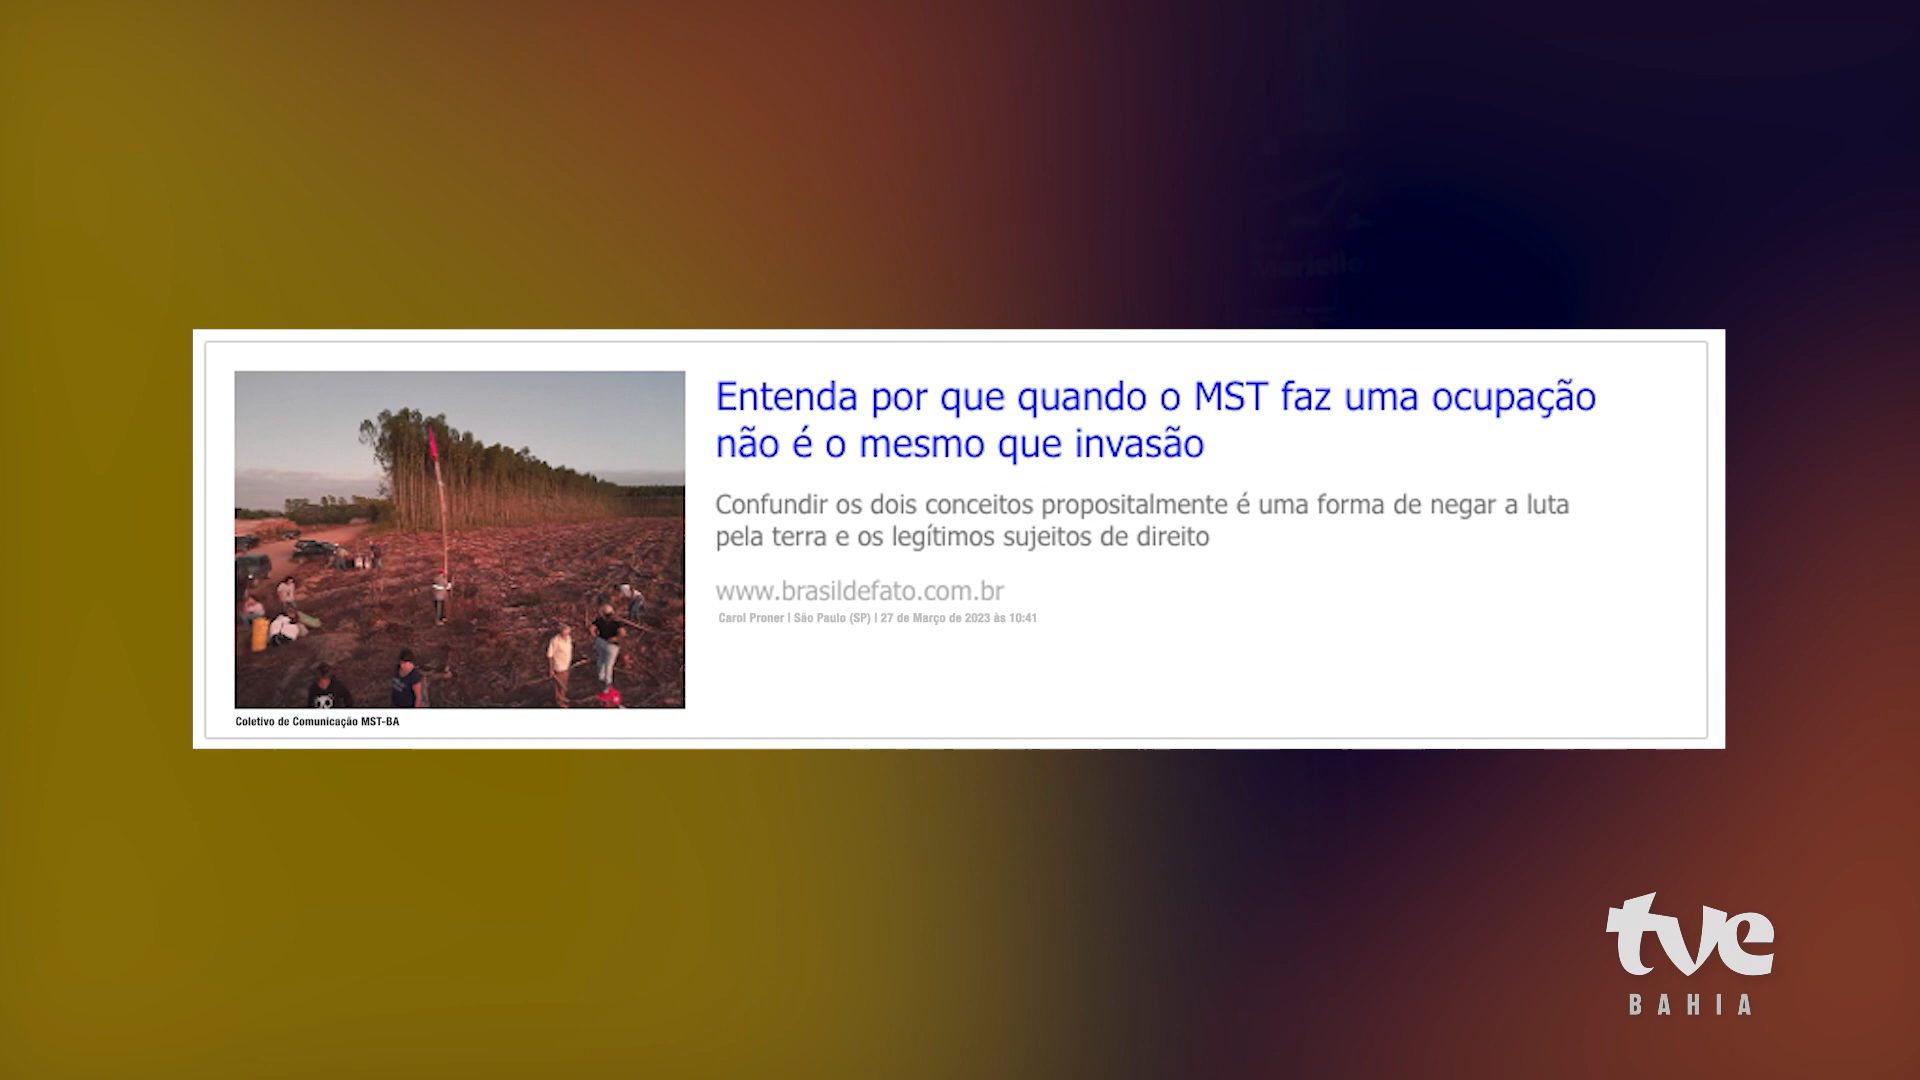 Entenda por que quando o MST faz uma ocupação
não é o mesmo que invasão
Confundir os dois conceitos propositalmente é uma forma de negar a luta
pela terra e os legítimos sujeitos de direito
www.brasildefato.com.br
Carol Proner | São Paulo (SP) | 27 de Março de 2023 às 10:41
Coletivo de Comunicação MST-BA
Marielle
tve
BAHIA